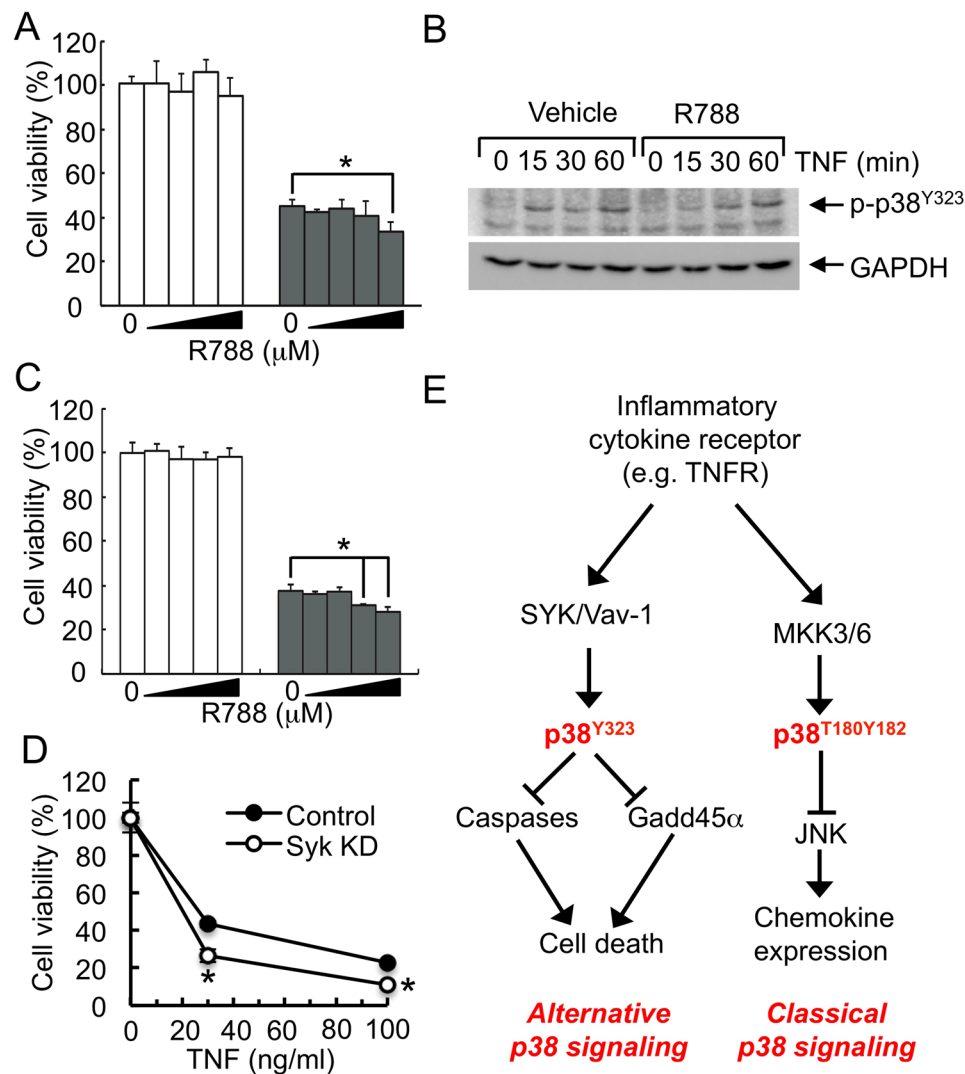 A
Cell viability (%)
120
100
80
60
40
20
0
*
0
R788 (μM)
B
Vehicle R788
0 15 30 60 0 15 30 60 TNF (min)
p-p38Y323
GAPDH
C
Cell viability (%)
120
100
80
60
40
20
0
*
0
R788 (μM)
D
Cell viability (%)
120
100
80
60
40
20
0
Control
Syk KD
*
*
0 20 40 60 80 100
TNF (ng/ml)
E
Inflammatory
cytokine receptor
(e.g. TNFR)
SYK/Vav-1
MKK3/6
p38Y323
p38T180Y182
Caspases
Gadd45α
JNK
Cell death
Chemokine
expression
Alternative
p38 signaling
Classical
p38 signaling